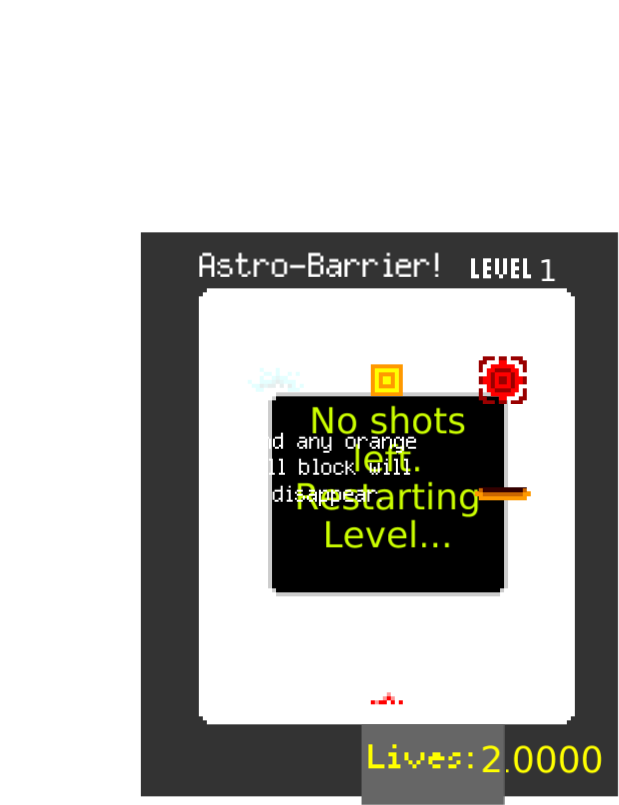 Astro-Barrier! LEVEL 1
No shots
left.
Restarting
Level...
d any orange
ll block will
disappear
Lives: 2.0000